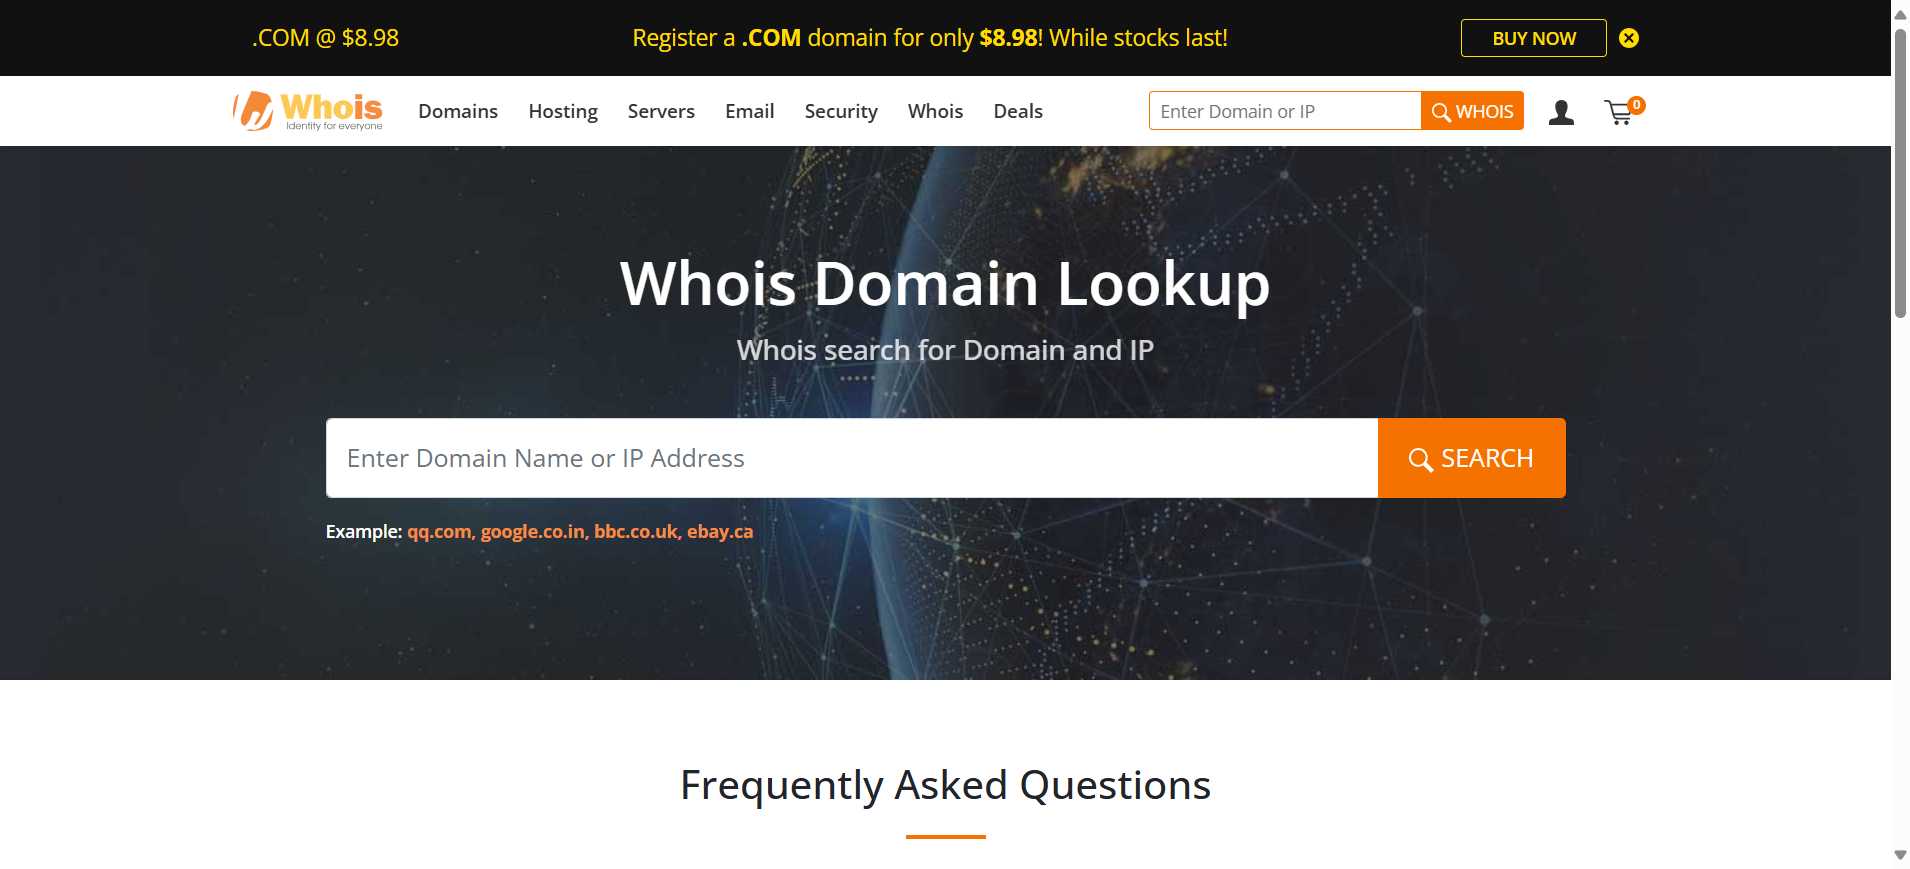 .COM @ $8.98
Register a .COM domain for only $8.98! While stocks last!
BUY NOW
Whois
Identity for everyone
Domains
Hosting
Servers
Email
Security
Whois
Deals
Enter Domain or IP
WHOIS
0
Whois Domain Lookup
Whois search for Domain and IP
Enter Domain Name or IP Address
SEARCH
Example: qq.com, google.co.in, bbc.co.uk, ebay.ca
Frequently Asked Questions